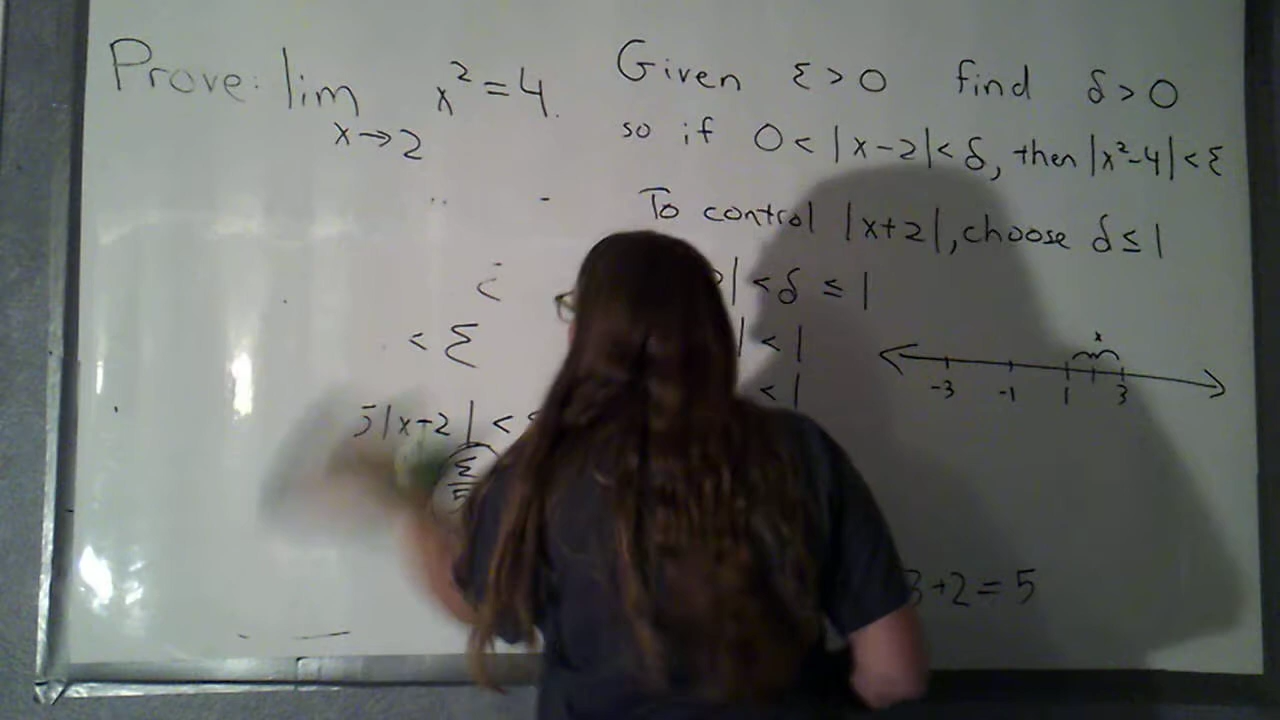 Prove: lim x² = 4.
x→2
Given ε > 0 find δ > 0
so if 0 < |x-2| < δ, then |x²-4| < ε
To control |x+2|, choose δ ≤ 1
| < δ ≤ 1
< ε
| < 1
< 1
x
-3 -1 1 3
5|x-2| <
3+2=5